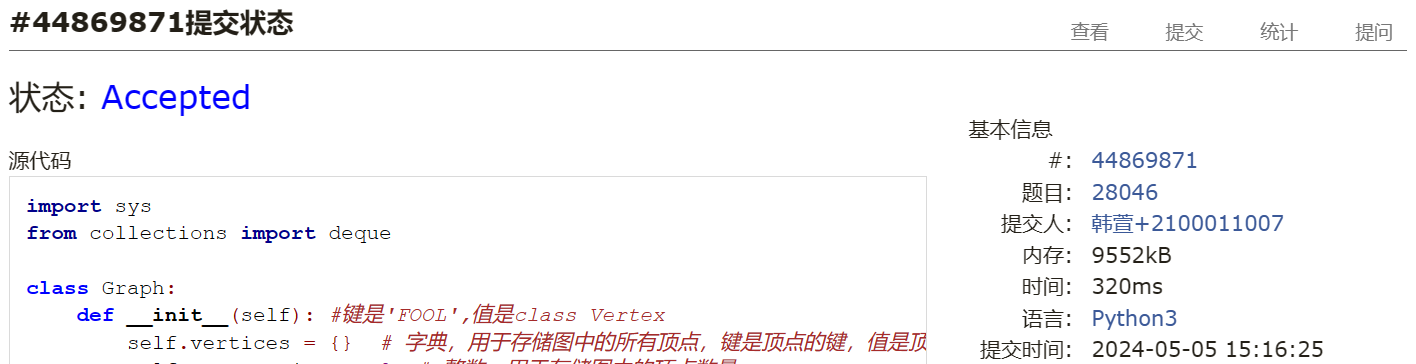 #44869871提交状态
查看 提交 统计 提问
状态: Accepted
基本信息
源代码
#: 44869871
题目: 28046
提交人: 韩萱+2100011007
内存: 9552kB
时间: 320ms
语言: Python3
提交时间: 2024-05-05 15:16:25
import sys
from collections import deque
class Graph:
def __init__(self): #键是'FOOL',值是class Vertex
self.vertices = {} # 字典，用于存储图中的所有顶点，键是顶点的键，值是顶